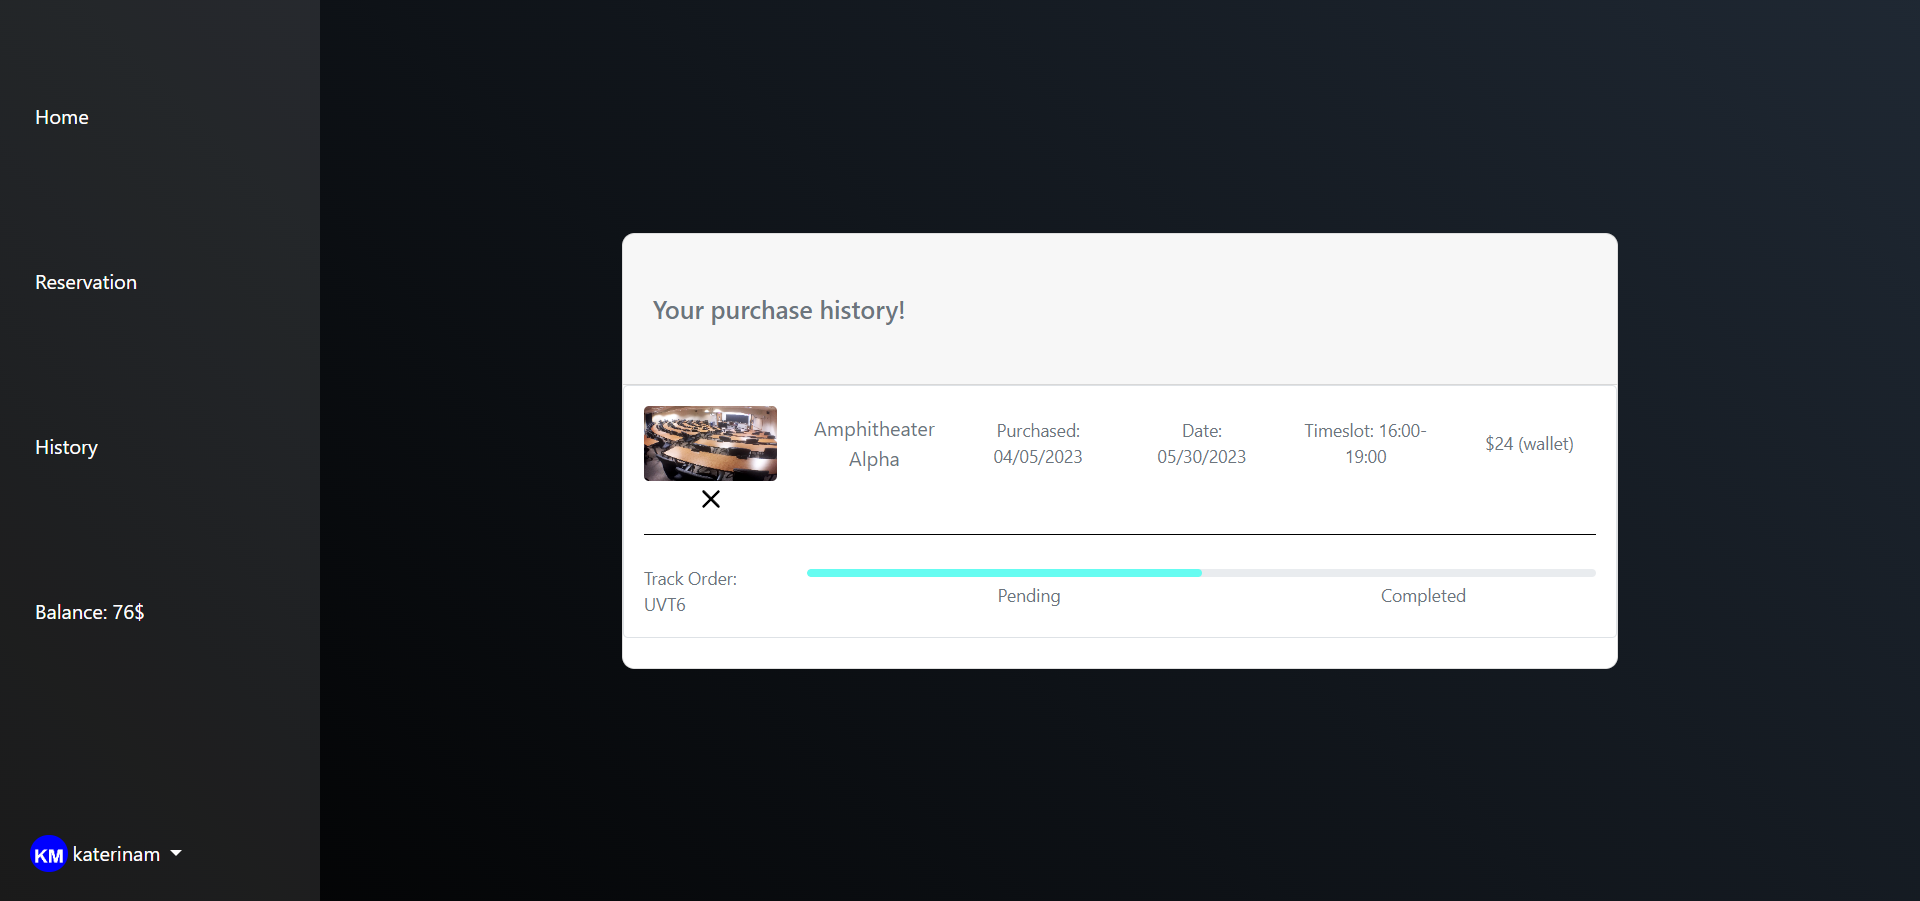 Home
Reservation
History
Balance: 76$
KM katerinam
Your purchase history!
Amphitheater
Alpha
Purchased:
04/05/2023
Date:
05/30/2023
Timeslot: 16:00-
19:00
$24 (wallet)
Track Order:
UVT6
Pending
Completed